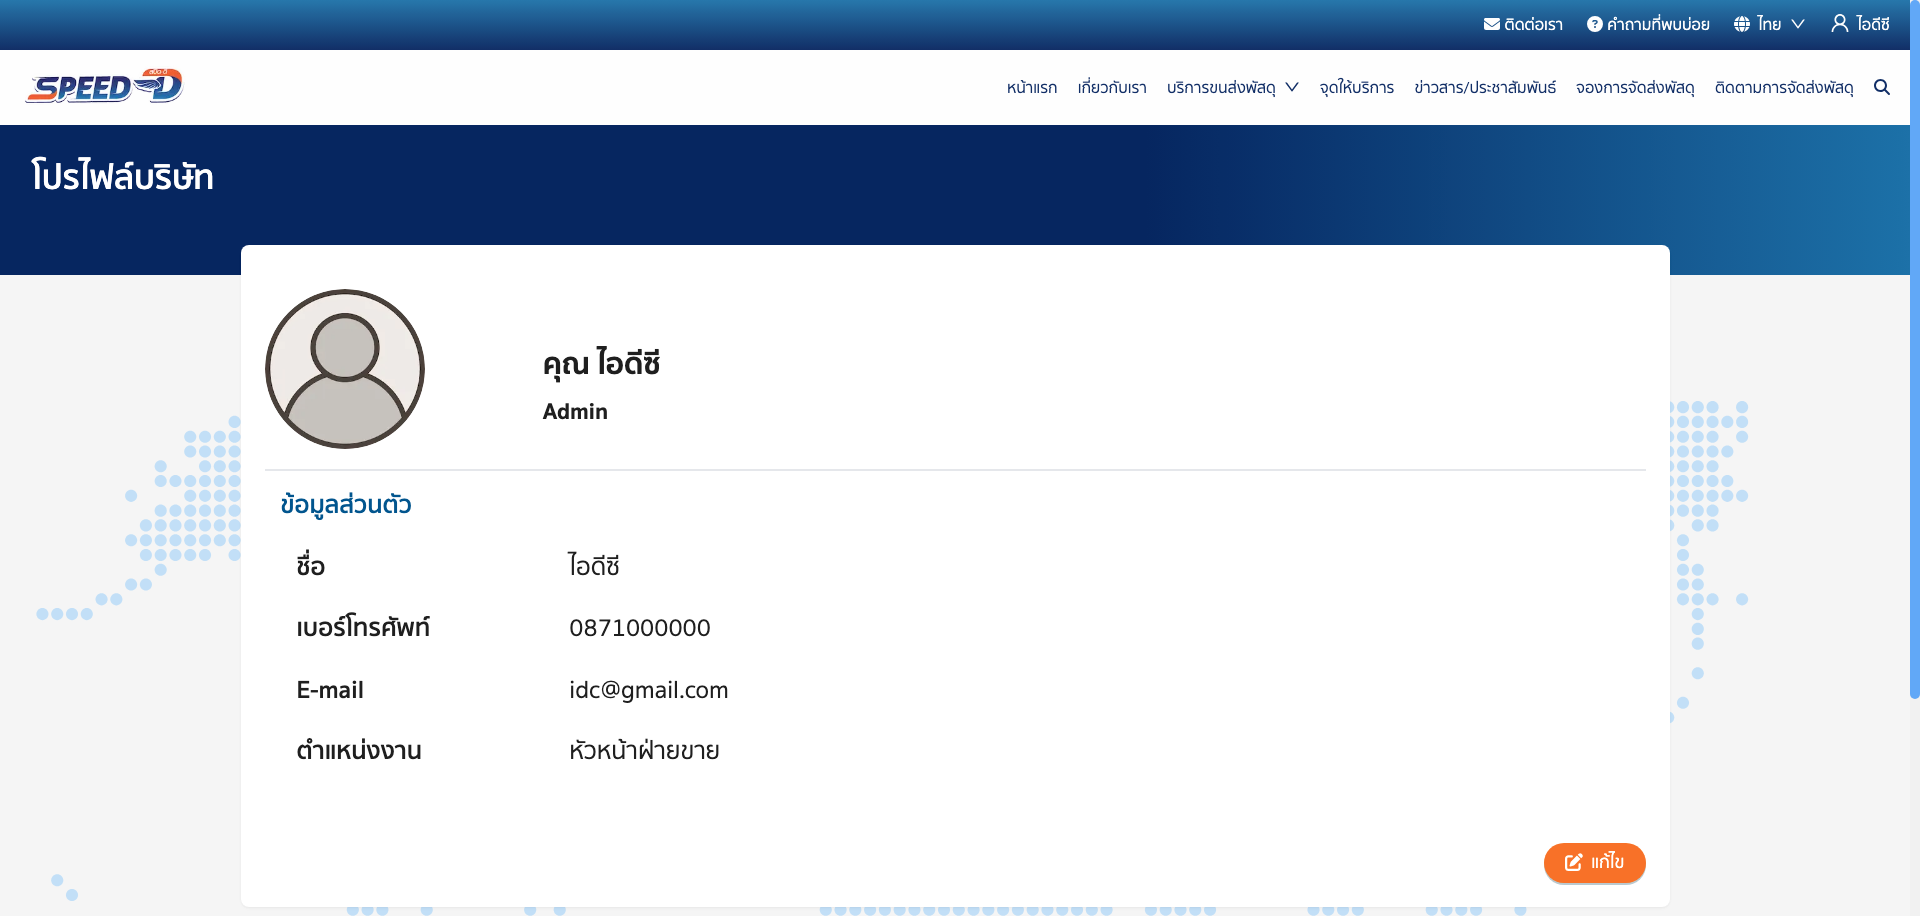 ติดต่อเรา คำถามที่พบบ่อย ไทย ไอดีซี
SPEED-D สปีด-ดี
หน้าแรก เกี่ยวกับเรา บริการขนส่งพัสดุ จุดให้บริการ ข่าวสาร/ประชาสัมพันธ์ จองการจัดส่งพัสดุ ติดตามการจัดส่งพัสดุ
โปรไฟล์บริษัท
คุณ ไอดีซี
Admin
ข้อมูลส่วนตัว
ชื่อ ไอดีซี
เบอร์โทรศัพท์ 0871000000
E-mail idc@gmail.com
ตำแหน่งงาน หัวหน้าฝ่ายขาย
แก้ไข